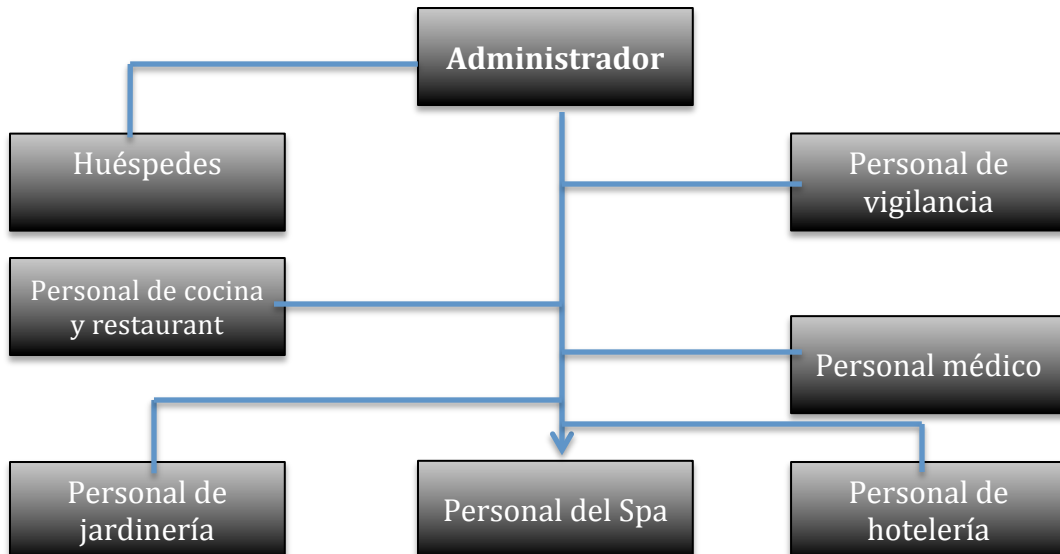 Administrador
Huéspedes
Personal de
vigilancia
Personal de cocina
y restaurant
Personal médico
Personal de
jardinería
Personal del Spa
Personal de
hotelería